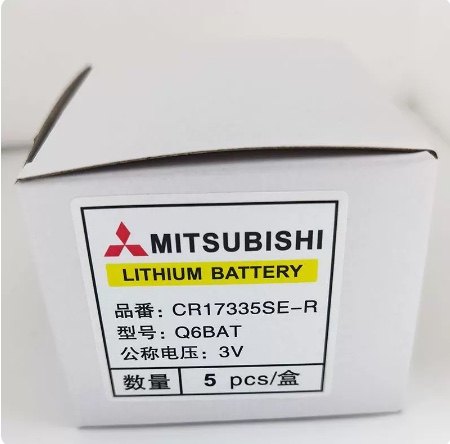 MITSUBISHI
LITHIUM BATTERY
品番: CR17335SE-R
型号: Q6BAT
公称电压: 3V
数量 5 pcs/盒